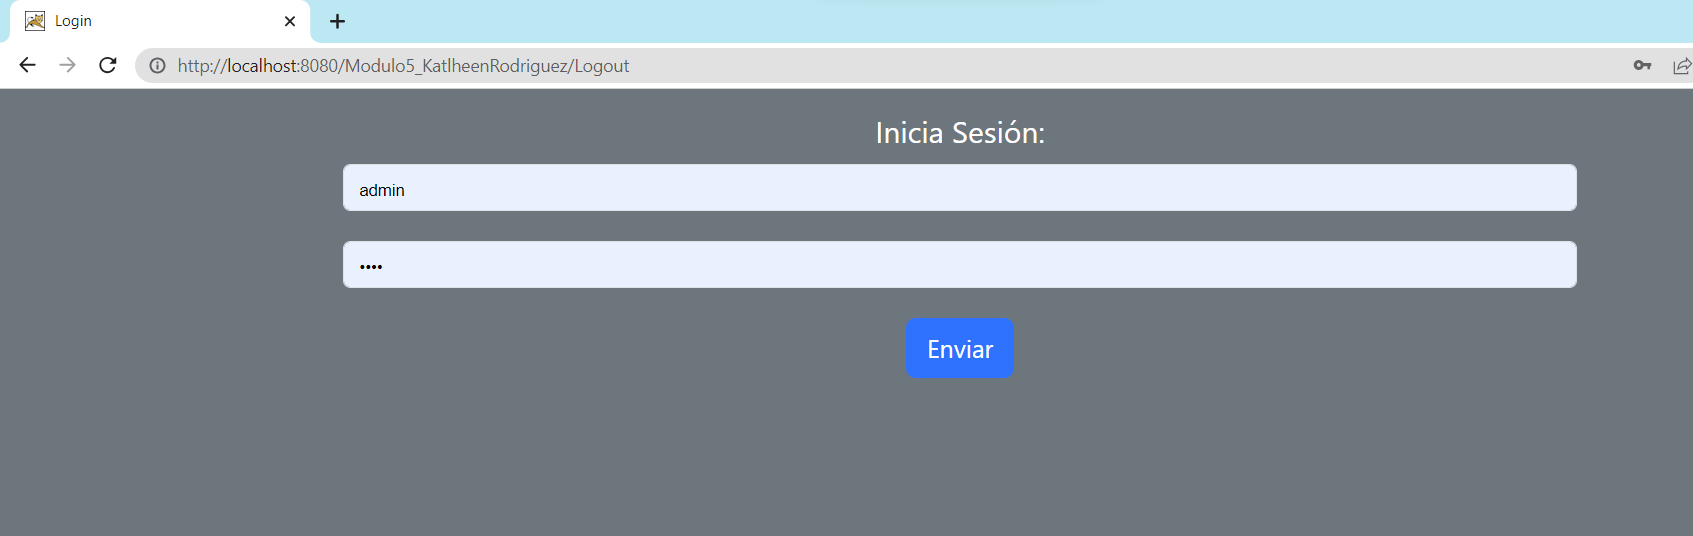 Login
http://localhost:8080/Modulo5_KatlheenRodriguez/Logout
Inicia Sesión:
admin
••••
Enviar